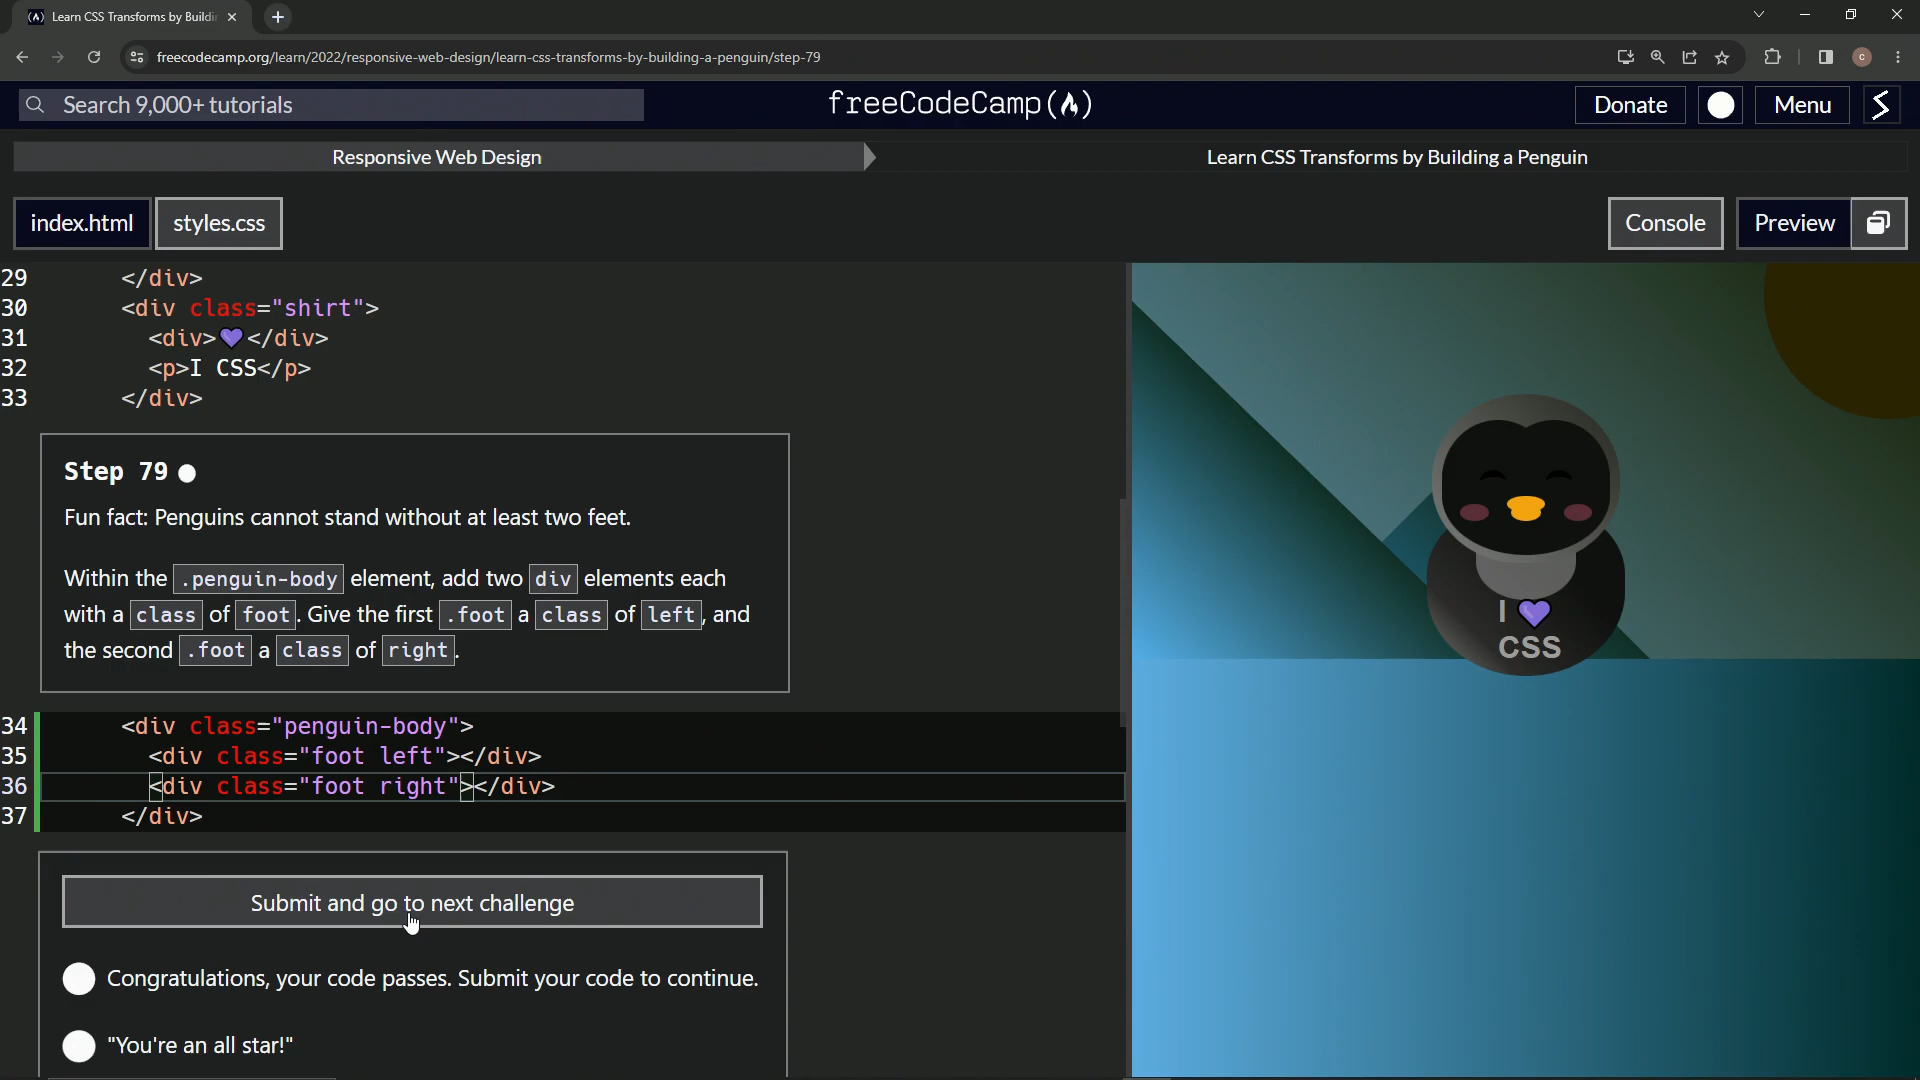 Learn CSS Transforms by Buildi
freecodecamp.org/learn/2022/responsive-web-design/learn-css-transforms-by-building-a-penguin/step-79
C
Search 9,000+ tutorials
freeCodeCamp
Donate
Menu
Responsive Web Design
Learn CSS Transforms by Building a Penguin
index.html
styles.css
Console
Preview
29 </div>
30 <div class="shirt">
31 <div>💜</div>
32 <p>I CSS</p>
33 </div>
Step 79
Fun fact: Penguins cannot stand without at least two feet.
Within the .penguin-body element, add two div elements each
with a class of foot. Give the first .foot a class of left, and
the second .foot a class of right.
34 <div class="penguin-body">
35 <div class="foot left"></div>
36 <div class="foot right"></div>
37 </div>
Submit and go to next challenge
Congratulations, your code passes. Submit your code to continue.
"You're an all star!"
I 💜
CSS